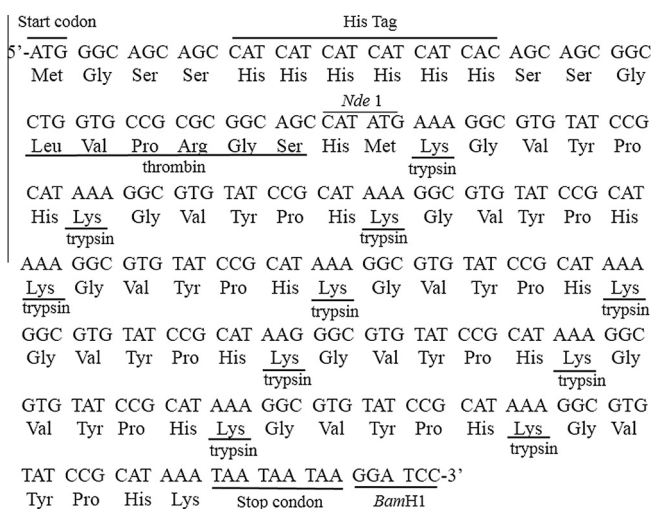 Start codon His Tag
5’-ATG GGC AGC AGC CAT CAT CAT CAT CAT CAC AGC AGC GGC
Met Gly Ser Ser His His His His His His Ser Ser Gly
Nde 1
CTG GTG CCG CGC GGC AGC CAT ATG AAA GGC GTG TAT CCG
Leu Val Pro Arg Gly Ser His Met Lys Gly Val Tyr Pro
thrombin trypsin
CAT AAA GGC GTG TAT CCG CAT AAA GGC GTG TAT CCG CAT
His Lys Gly Val Tyr Pro His Lys Gly Val Tyr Pro His
trypsin trypsin
AAA GGC GTG TAT CCG CAT AAA GGC GTG TAT CCG CAT AAA
Lys Gly Val Tyr Pro His Lys Gly Val Tyr Pro His Lys
trypsin trypsin trypsin
GGC GTG TAT CCG CAT AAG GGC GTG TAT CCG CAT AAA GGC
Gly Val Tyr Pro His Lys Gly Val Tyr Pro His Lys Gly
trypsin trypsin
GTG TAT CCG CAT AAA GGC GTG TAT CCG CAT AAA GGC GTG
Val Tyr Pro His Lys Gly Val Tyr Pro His Lys Gly Val
trypsin trypsin
TAT CCG CAT AAA TAA TAA TAA GGA TCC-3’
Tyr Pro His Lys Stop condon BamH1